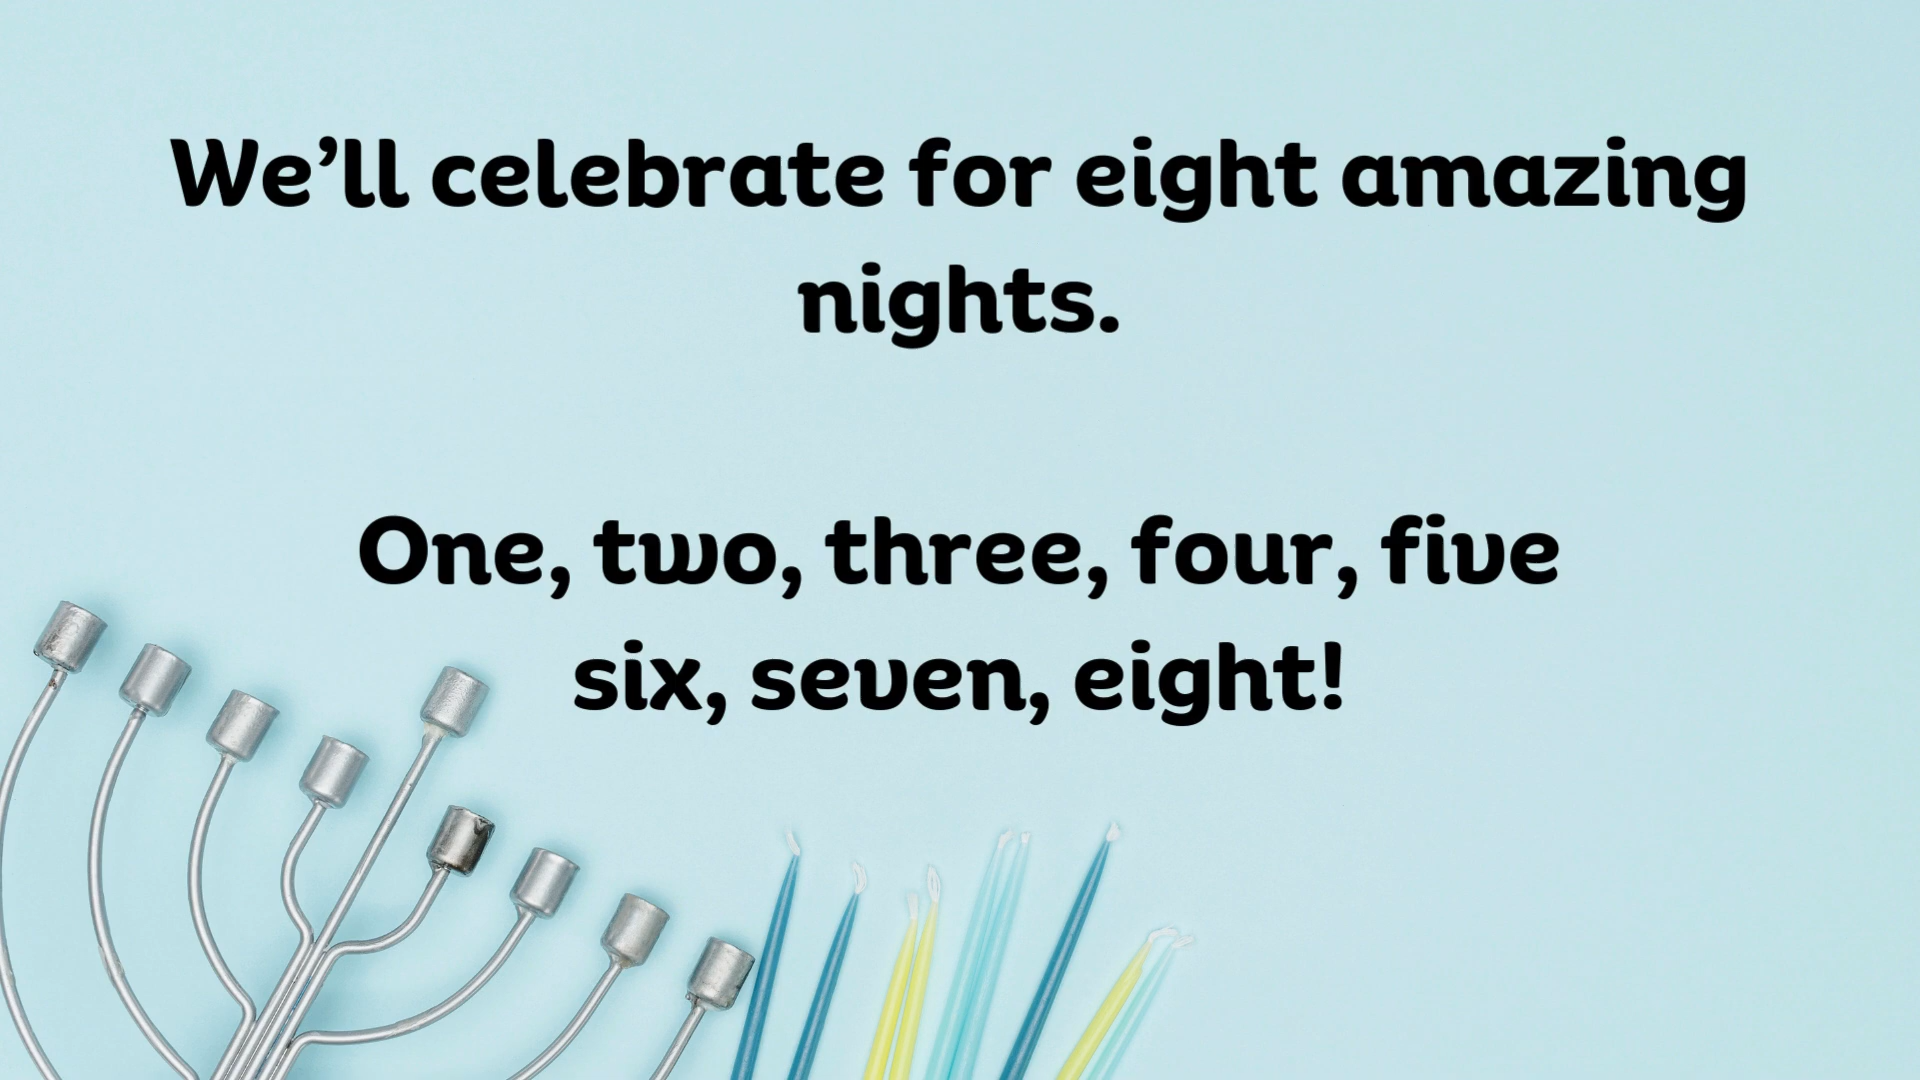 We’ll celebrate for eight amazing
nights.
One, two, three, four, five
six, seven, eight!